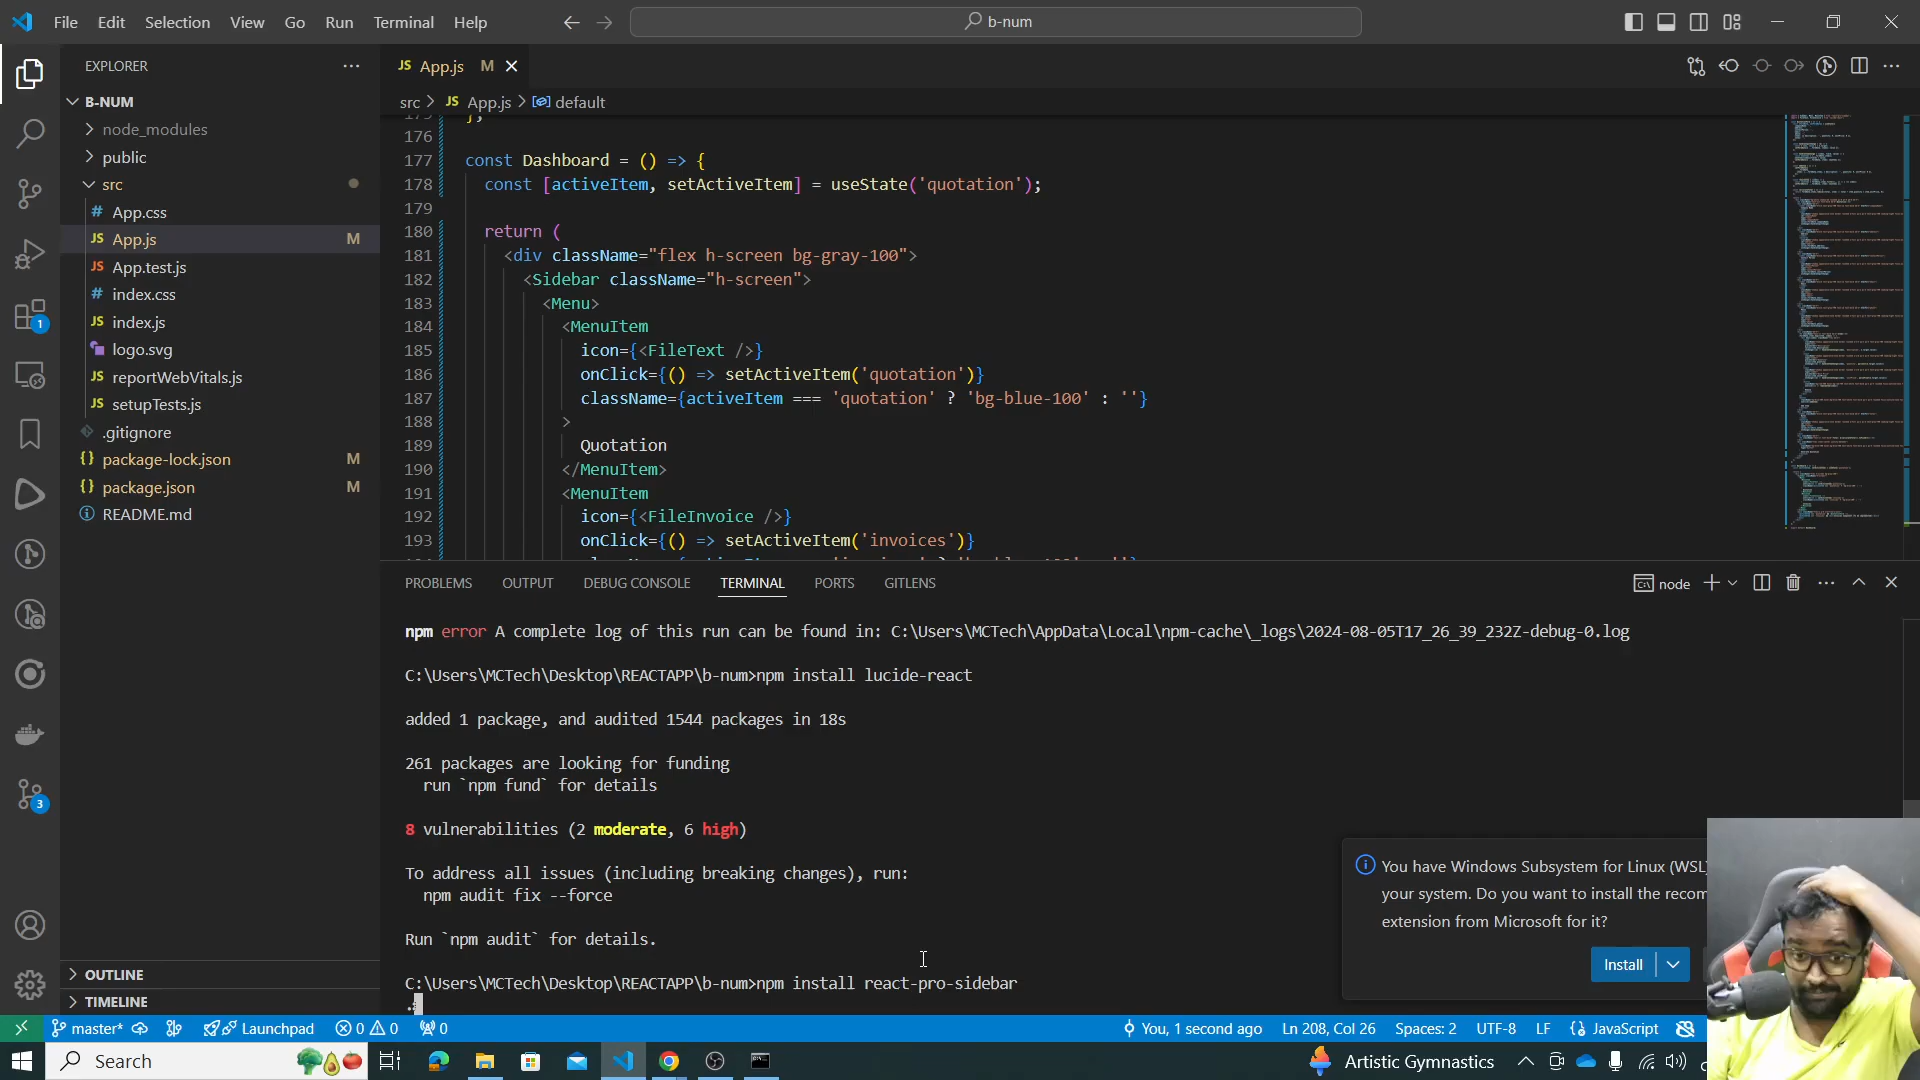 File Edit Selection View Go Run Terminal Help
b-num
EXPLORER
B-NUM
node_modules
public
src
# App.css
JS App.js M
JS App.test.js
# index.css
JS index.js
logo.svg
JS reportWebVitals.js
JS setupTests.js
.gitignore
{} package-lock.json M
{} package.json M
README.md
OUTLINE
TIMELINE
1
3
JS App.js M
src > JS App.js > default
175 };
176
177 const Dashboard = () => {
178 const [activeItem, setActiveItem] = useState('quotation');
179
180 return (
181 <div className="flex h-screen bg-gray-100">
182 <Sidebar className="h-screen">
183 <Menu>
184 <MenuItem
185 icon={<FileText />}
186 onClick={() => setActiveItem('quotation')}
187 className={activeItem === 'quotation' ? 'bg-blue-100' : ''}
188 >
189 Quotation
190 </MenuItem>
191 <MenuItem
192 icon={<FileInvoice />}
193 onClick={() => setActiveItem('invoices')}
PROBLEMS OUTPUT DEBUG CONSOLE TERMINAL PORTS GITLENS
node
npm error A complete log of this run can be found in: C:\Users\MCTech\AppData\Local\npm-cache\_logs\2024-08-05T17_26_39_232Z-debug-0.log
C:\Users\MCTech\Desktop\REACTAPP\b-num>npm install lucide-react
added 1 package, and audited 1544 packages in 18s
261 packages are looking for funding
run `npm fund` for details
8 vulnerabilities (2 moderate, 6 high)
To address all issues (including breaking changes), run:
npm audit fix --force
Run `npm audit` for details.
C:\Users\MCTech\Desktop\REACTAPP\b-num>npm install react-pro-sidebar
You have Windows Subsystem for Linux (WSL)
your system. Do you want to install the recom
extension from Microsoft for it?
Install
master* Launchpad 0 0 0
You, 1 second ago Ln 208, Col 26 Spaces: 2 UTF-8 LF {} JavaScript
Search
Artistic Gymnastics